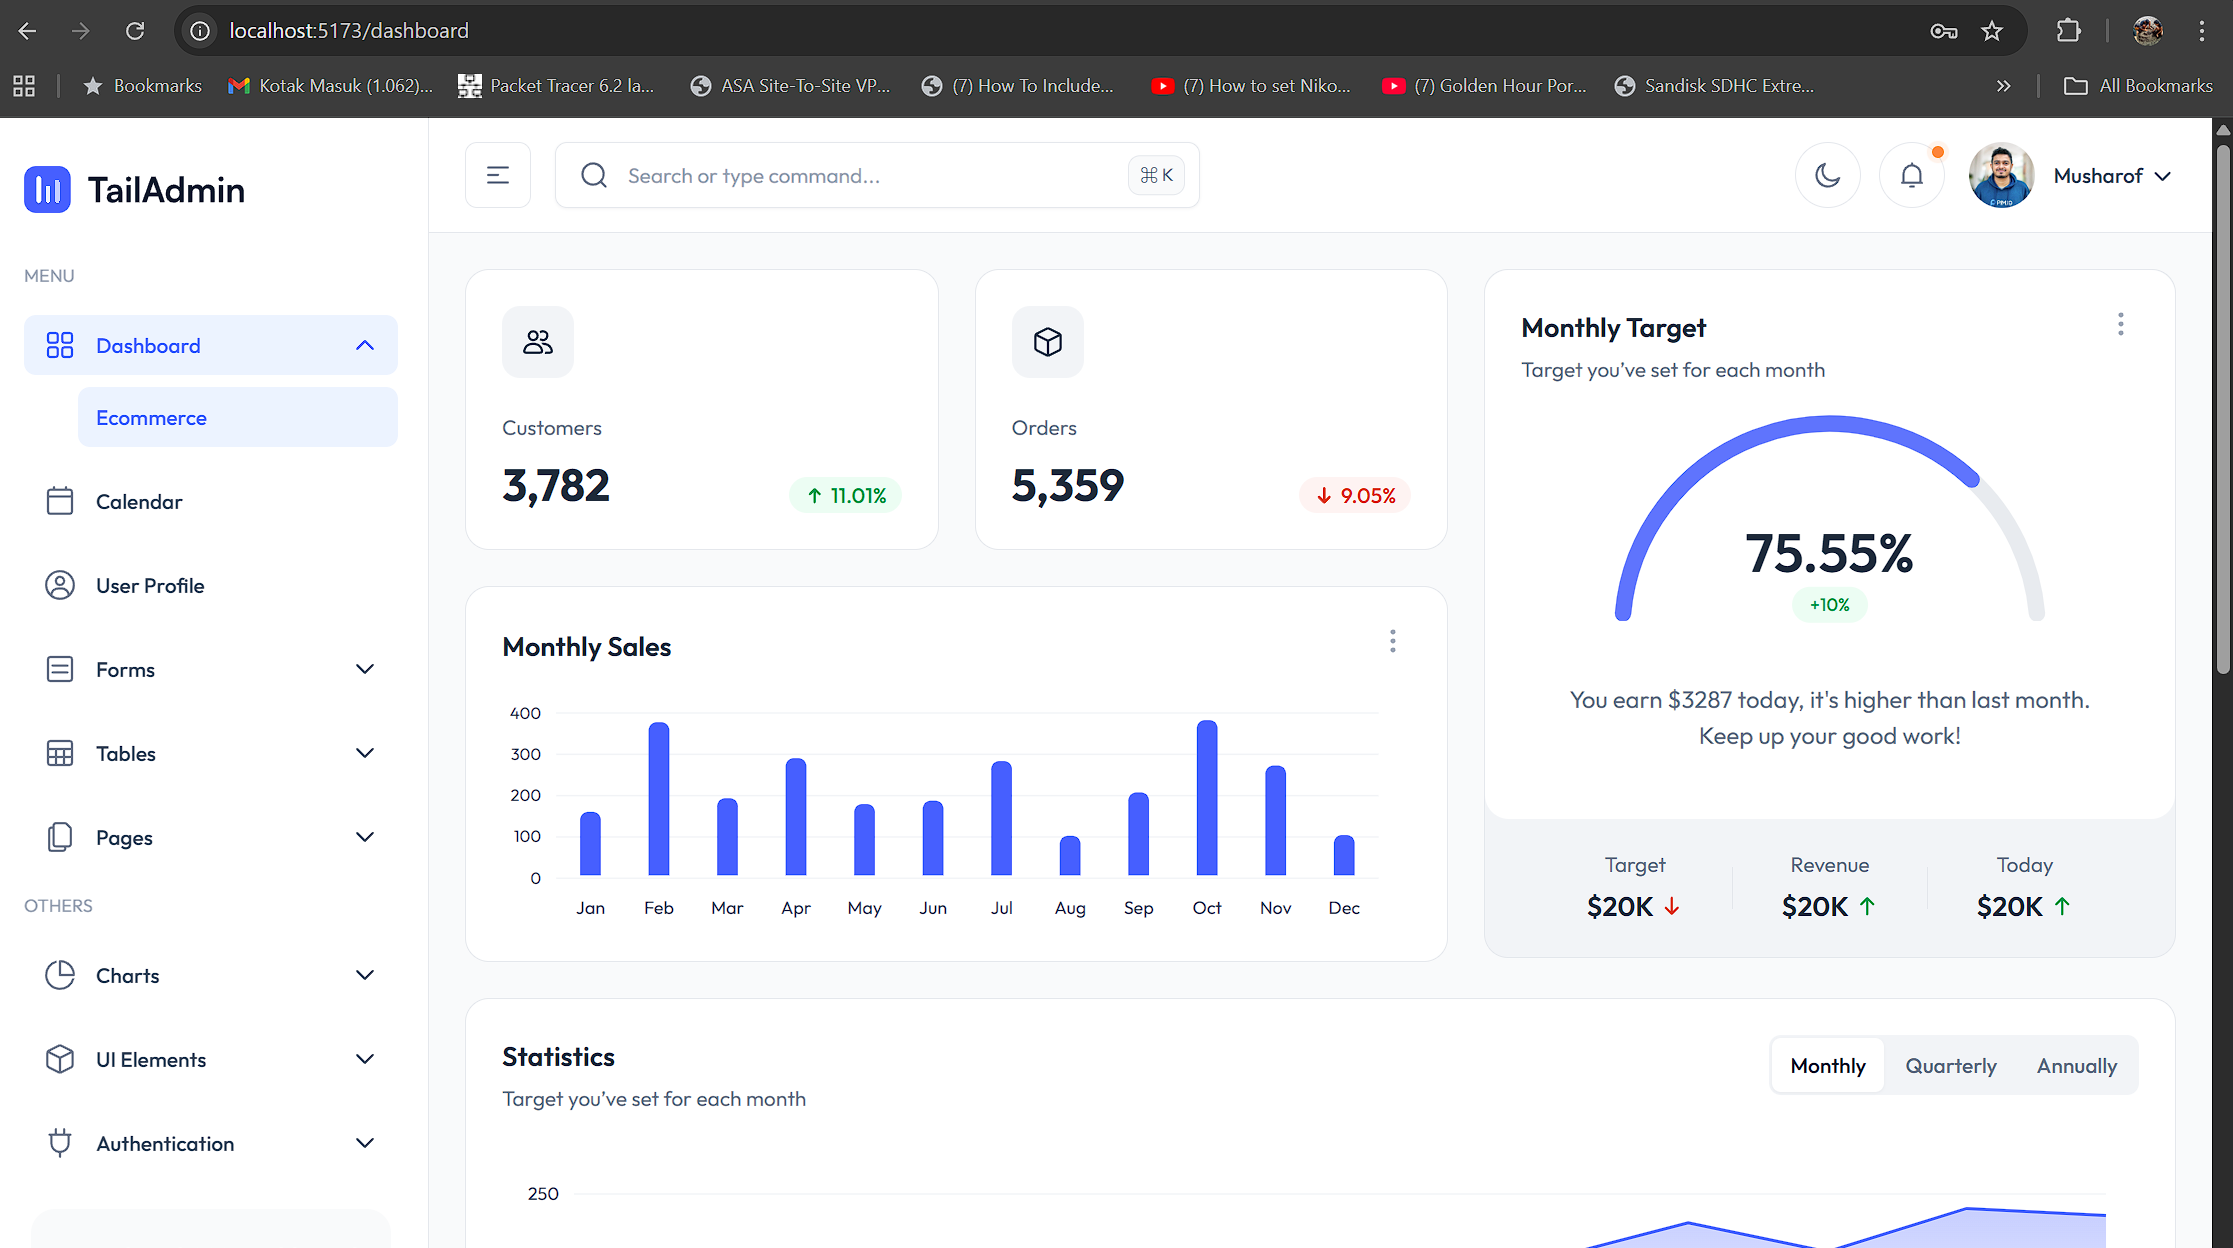 localhost:5173/dashboard
Bookmarks
Kotak Masuk (1.062)...
Packet Tracer 6.2 la...
ASA Site-To-Site VP...
(7) How To Include...
(7) How to set Niko...
(7) Golden Hour Por...
Sandisk SDHC Extre...
All Bookmarks
TailAdmin
MENU
Dashboard
Ecommerce
Calendar
User Profile
Forms
Tables
Pages
OTHERS
Charts
UI Elements
Authentication
Search or type command...
⌘ K
Musharof
Customers
3,782
11.01%
Orders
5,359
9.05%
Monthly Target
Target you've set for each month
75.55%
+10%
You earn $3287 today, it's higher than last month.
Keep up your good work!
Target
$20K
Revenue
$20K
Today
$20K
Monthly Sales
400
300
200
100
0
Jan Feb Mar Apr May Jun Jul Aug Sep Oct Nov Dec
Statistics
Target you've set for each month
Monthly Quarterly Annually
250